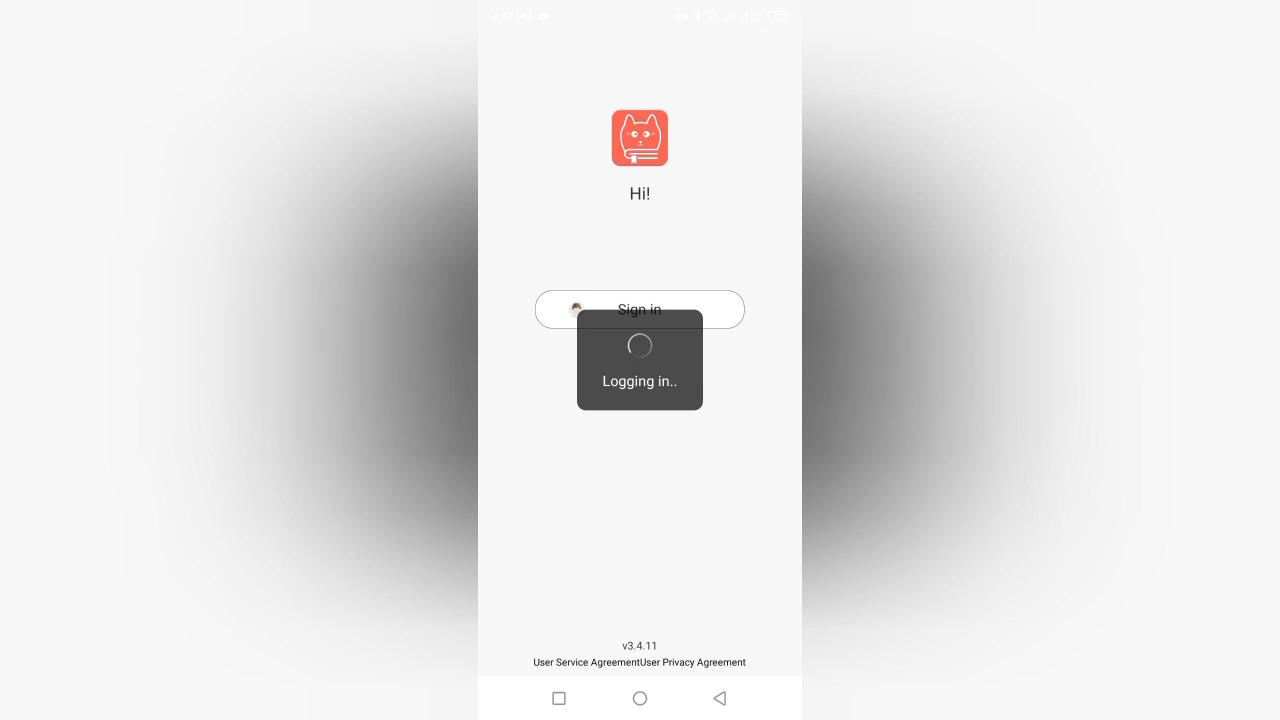 Hi!
Sign in
Logging in..
v3.4.11
User Service AgreementUser Privacy Agreement